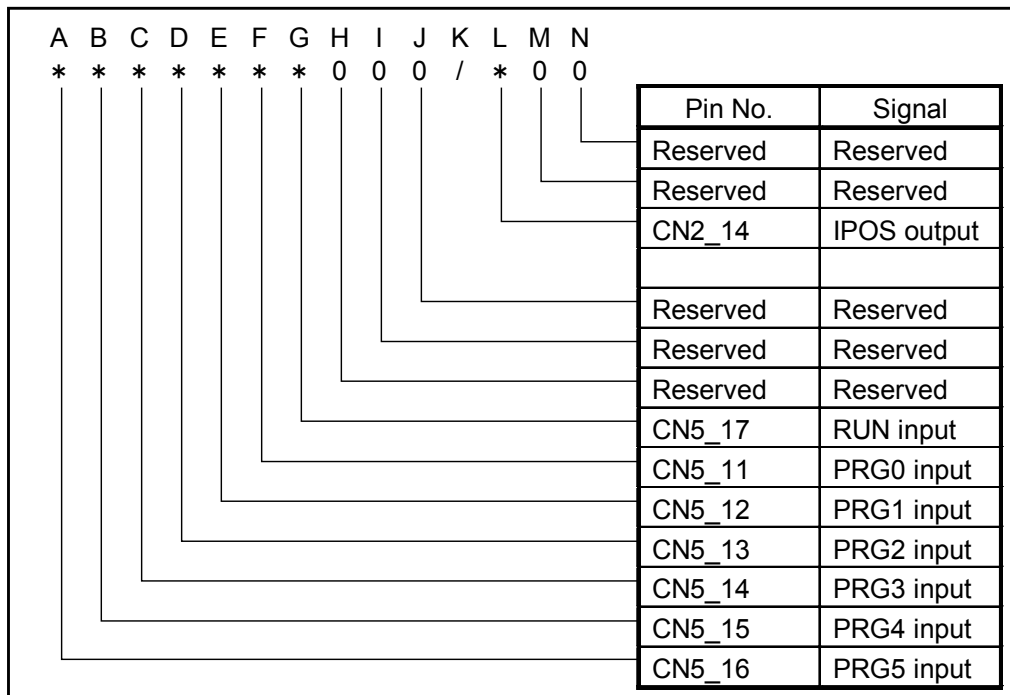 A B C D E F G H I J K L M N
* * * * * * * 0 0 0 / * 0 0
Pin No. Signal
Reserved Reserved
Reserved Reserved
CN2_14 IPOS output
Reserved Reserved
Reserved Reserved
Reserved Reserved
CN5_17 RUN input
CN5_11 PRG0 input
CN5_12 PRG1 input
CN5_13 PRG2 input
CN5_14 PRG3 input
CN5_15 PRG4 input
CN5_16 PRG5 input